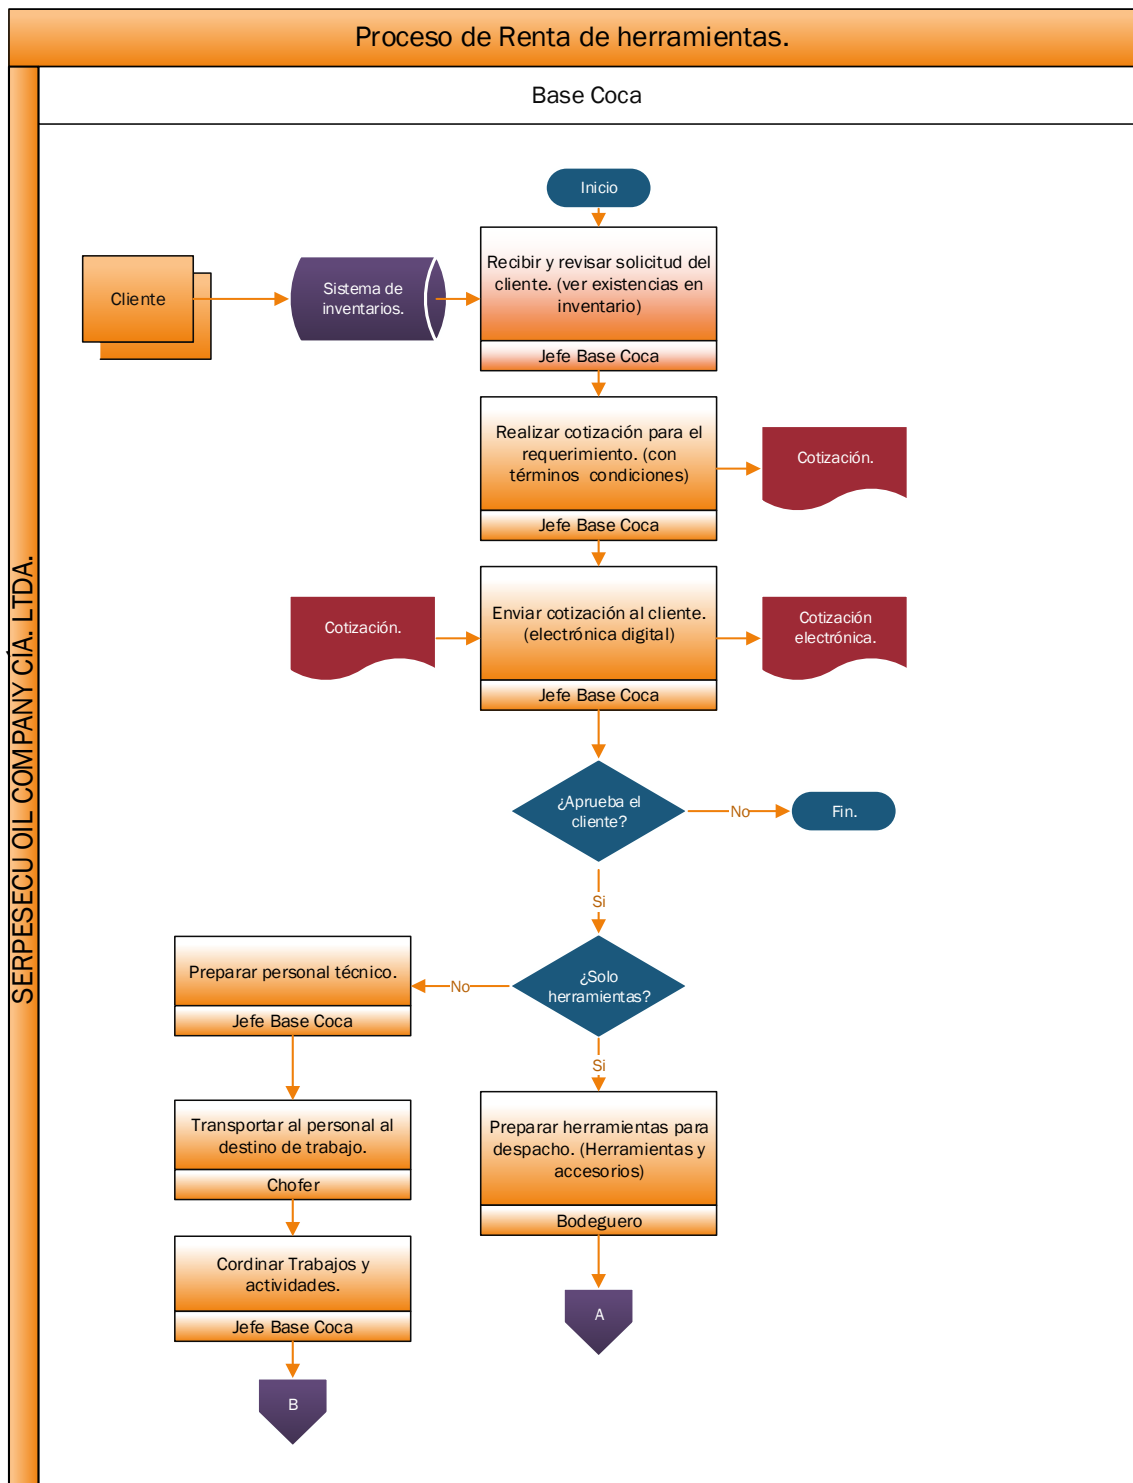 Proceso de Renta de herramientas.
SERPESECU OIL COMPANY CÍA. LTDA.
Base Coca
Inicio
Cliente
Sistema de
inventarios.
Recibir y revisar solicitud del
cliente. (ver existencias en
inventario)
Jefe Base Coca
Realizar cotización para el
requerimiento. (con
términos condiciones)
Jefe Base Coca
Cotización.
Cotización.
Enviar cotización al cliente.
(electrónica digital)
Jefe Base Coca
Cotización
electrónica.
¿Aprueba el
cliente?
No
Fin.
Si
¿Solo
herramientas?
No
Preparar personal técnico.
Jefe Base Coca
Si
Transportar al personal al
destino de trabajo.
Chofer
Preparar herramientas para
despacho. (Herramientas y
accesorios)
Bodeguero
Cordinar Trabajos y
actividades.
Jefe Base Coca
A
B